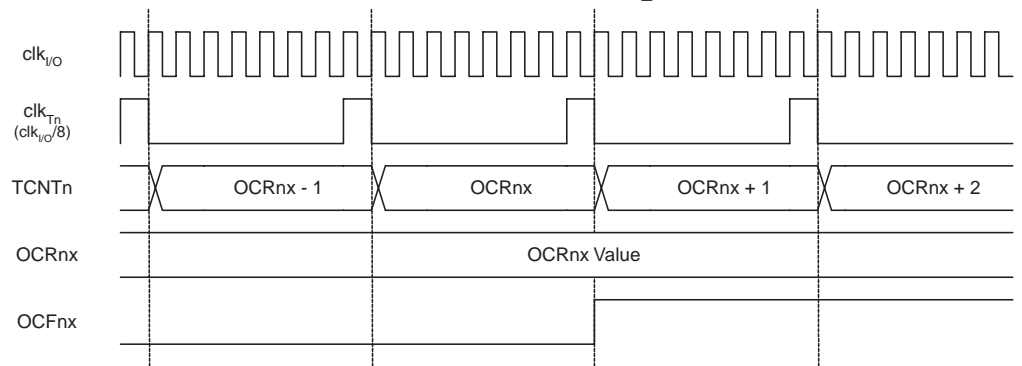 clkI/O
clkTn
(clkI/O/8)
TCNTn OCRnx - 1 OCRnx OCRnx + 1 OCRnx + 2
OCRnx OCRnx Value
OCFnx